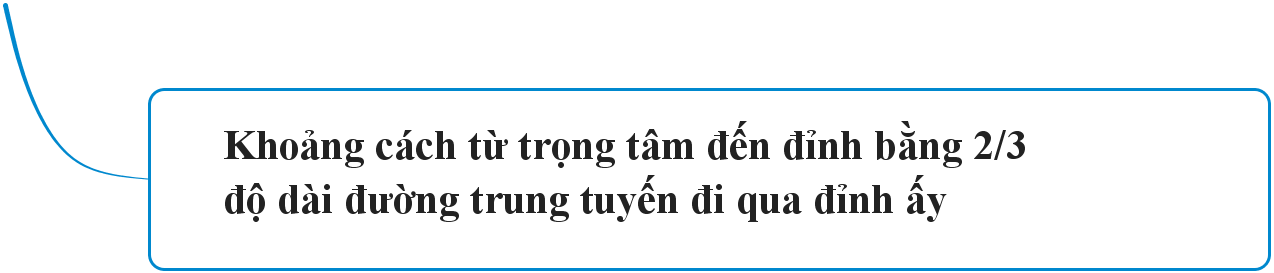 Khoảng cách từ trọng tâm đến đỉnh bằng 2/3
độ dài đường trung tuyến đi qua đỉnh ấy